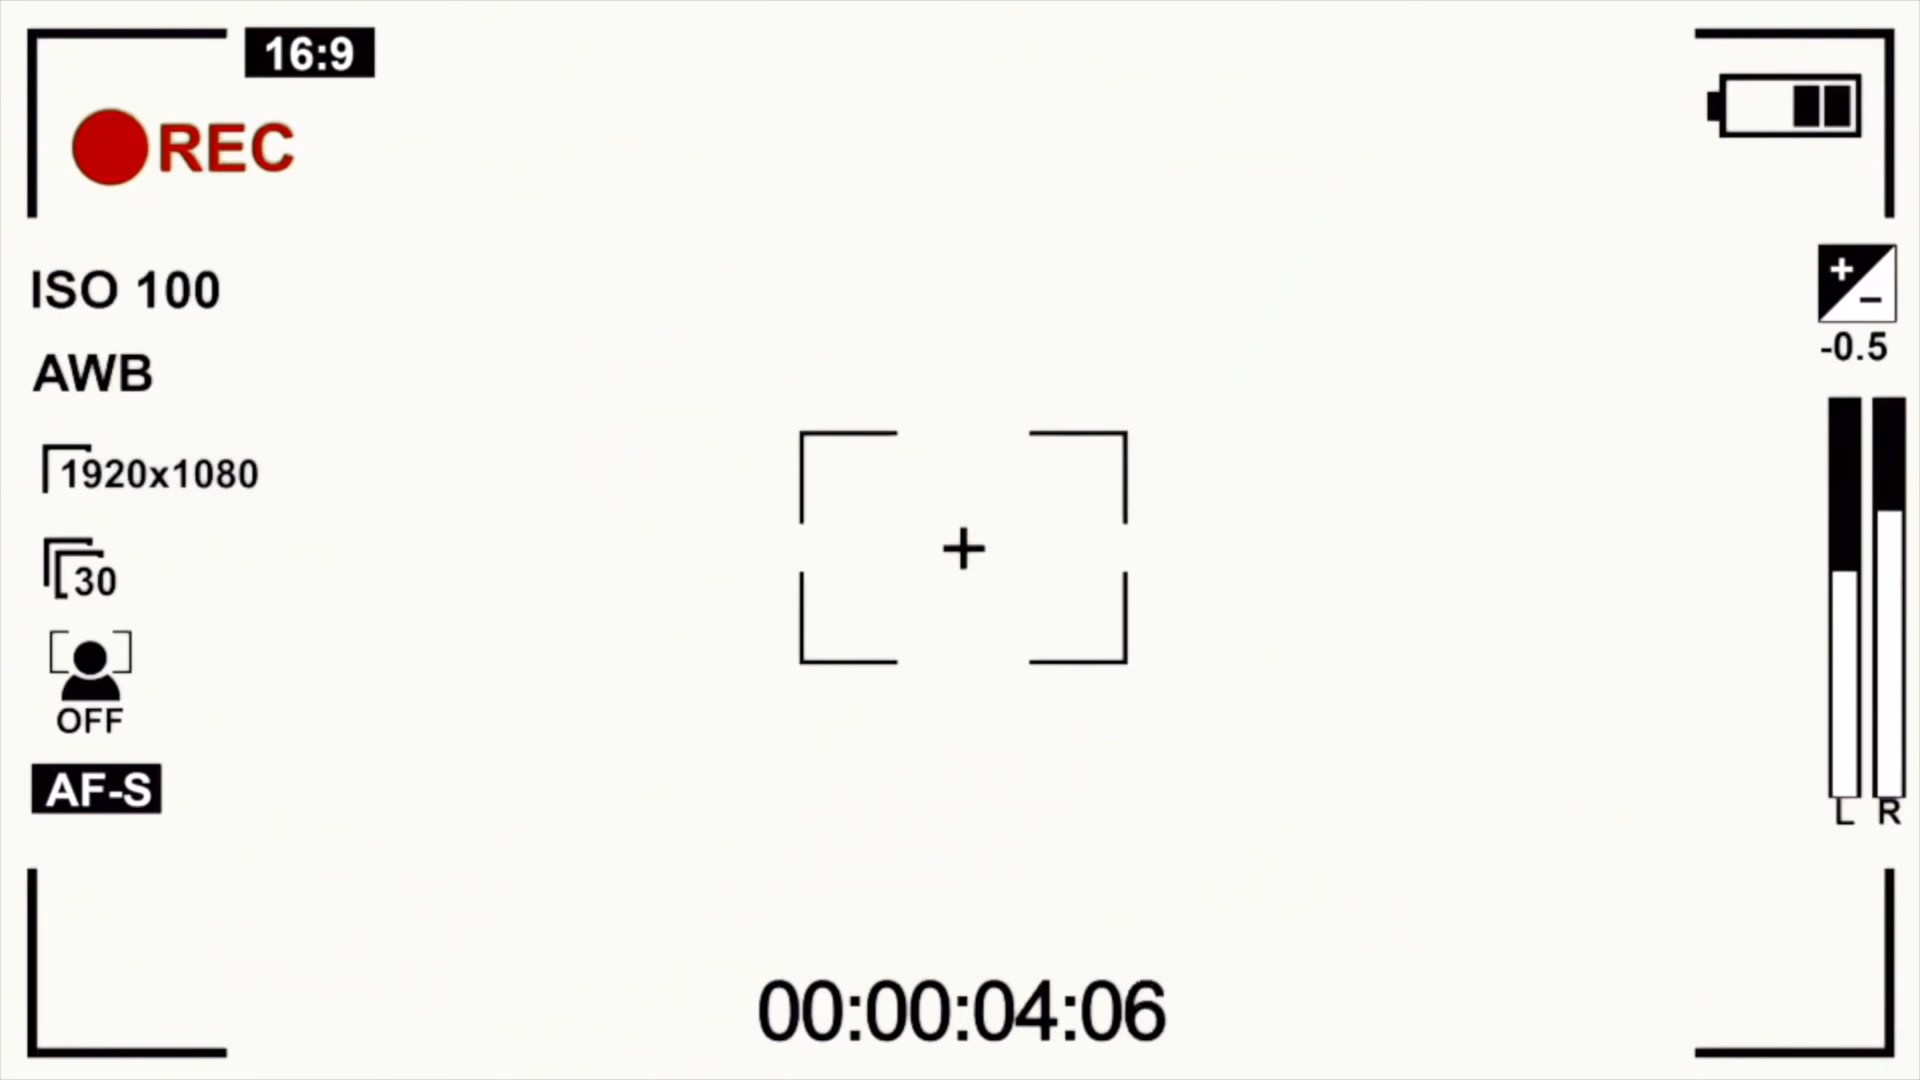 16:9
REC
ISO 100
AWB
1920x1080
30
OFF
AF-S
+
−
-0.5
L R
00:00:04:06